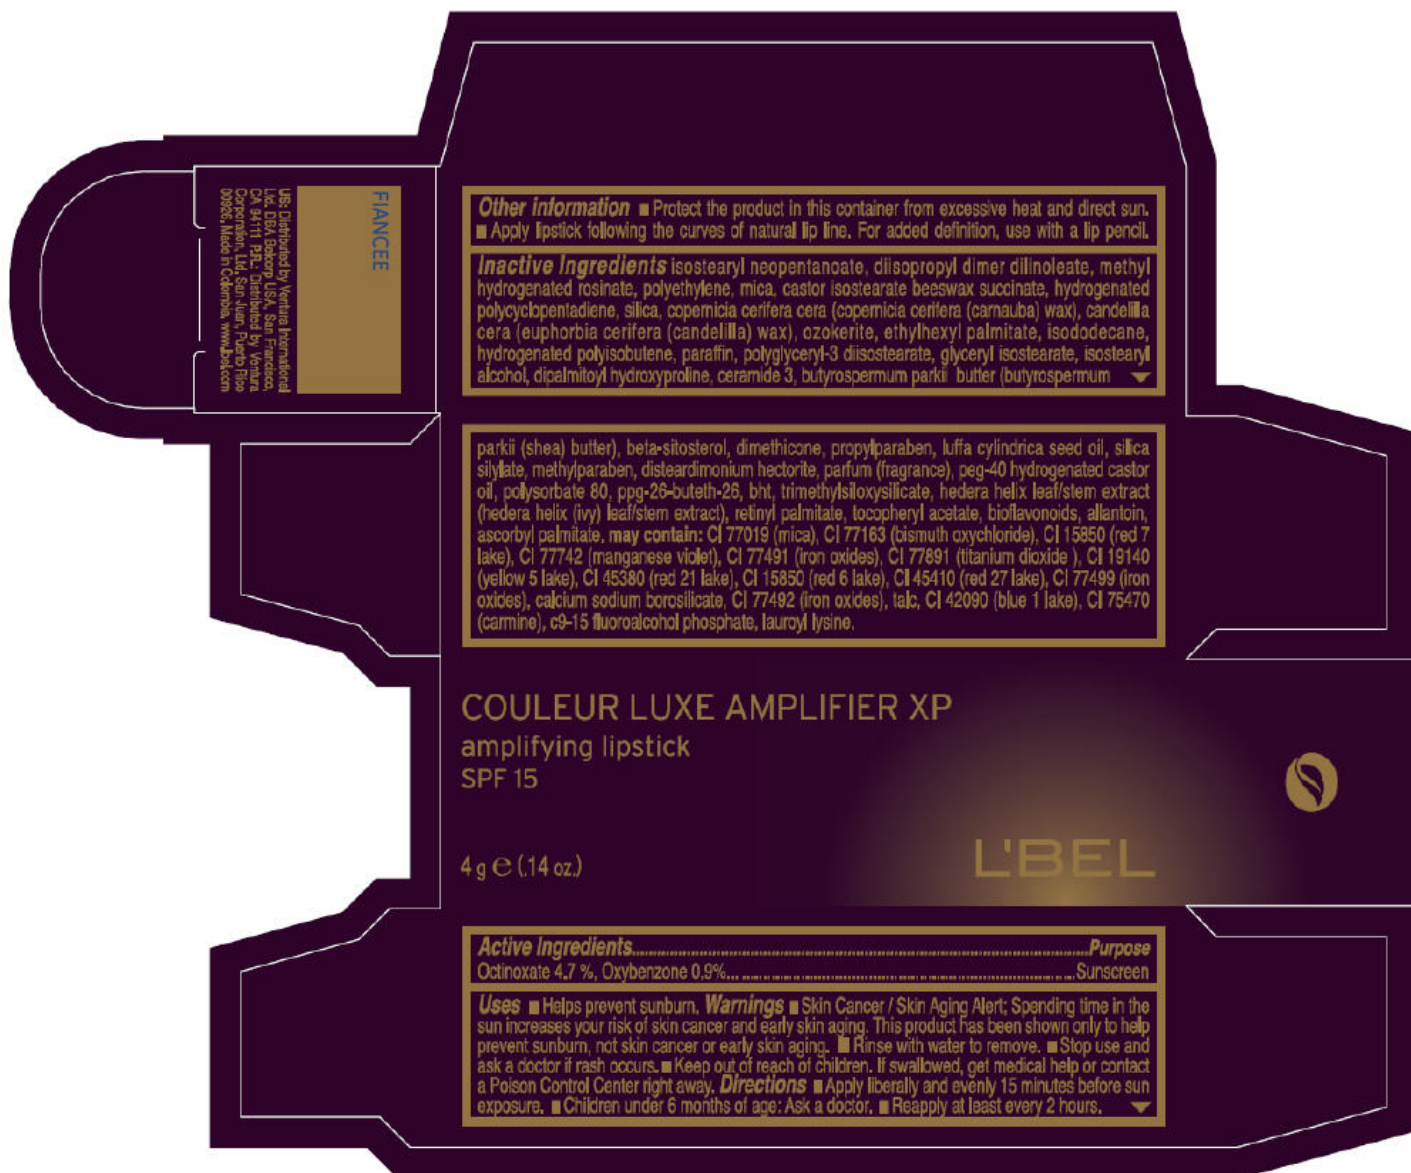 FIANCEE
US: Distributed by Ventura International
Ltd. DBA Belcorp USA, San Francisco,
CA 94111 P.R.: Distributed by Ventura
Corporation, Ltd. San Juan, Puerto Rico
00926. Made in Colombia. www.lbel.com
Other information ■ Protect the product in this container from excessive heat and direct sun.
■ Apply lipstick following the curves of natural lip line. For added definition, use with a lip pencil.
Inactive Ingredients isostearyl neopentanoate, diisopropyl dimer dilinoleate, methyl
hydrogenated rosinate, polyethylene, mica, castor isostearate beeswax succinate, hydrogenated
polycyclopentadiene, silica, copernicia cerifera cera (copernicia cerifera (carnauba) wax), candelilla
cera (euphorbia cerifera (candelilla) wax), ozokerite, ethylhexyl palmitate, isododecane,
hydrogenated polyisobutene, paraffin, polyglyceryl-3 diisostearate, glyceryl isostearate, isostearyl
alcohol, dipalmitoyl hydroxyproline, ceramide 3, butyrospermum parkii butter (butyrospermum
parkii (shea) butter), beta-sitosterol, dimethicone, propylparaben, luffa cylindrica seed oil, silica
silylate, methylparaben, disteardimonium hectorite, parfum (fragrance), peg-40 hydrogenated castor
oil, polysorbate 80, ppg-26-buteth-26, bht, trimethylsiloxysilicate, hedera helix leaf/stem extract
(hedera helix (ivy) leaf/stem extract), retinyl palmitate, tocopheryl acetate, bioflavonoids, allantoin,
ascorbyl palmitate, may contain: CI 77019 (mica), CI 77163 (bismuth oxychloride), CI 15850 (red 7
lake), CI 77742 (manganese violet), CI 77491 (iron oxides), CI 77891 (titanium dioxide ), CI 19140
(yellow 5 lake), CI 45380 (red 21 lake), CI 15850 (red 6 lake), CI 45410 (red 27 lake), CI 77499 (iron
oxides), calcium sodium borosilicate, CI 77492 (iron oxides), talc, CI 42090 (blue 1 lake), CI 75470
(carmine), c9-15 fluoroalcohol phosphate, lauroyl lysine.
COULEUR LUXE AMPLIFIER XP
amplifying lipstick
SPF 15
4 g ℮ (.14 oz.)
L'BEL
Active Ingredients.....Purpose
Octinoxate 4.7 %, Oxybenzone 0.9%.....Sunscreen
Uses ■ Helps prevent sunburn. Warnings ■ Skin Cancer / Skin Aging Alert: Spending time in the
sun increases your risk of skin cancer and early skin aging. This product has been shown only to help
prevent sunburn, not skin cancer or early skin aging. ■ Rinse with water to remove. ■ Stop use and
ask a doctor if rash occurs. ■ Keep out of reach of children. If swallowed, get medical help or contact
a Poison Control Center right away. Directions ■ Apply liberally and evenly 15 minutes before sun
exposure. ■ Children under 6 months of age: Ask a doctor. ■ Reapply at least every 2 hours.